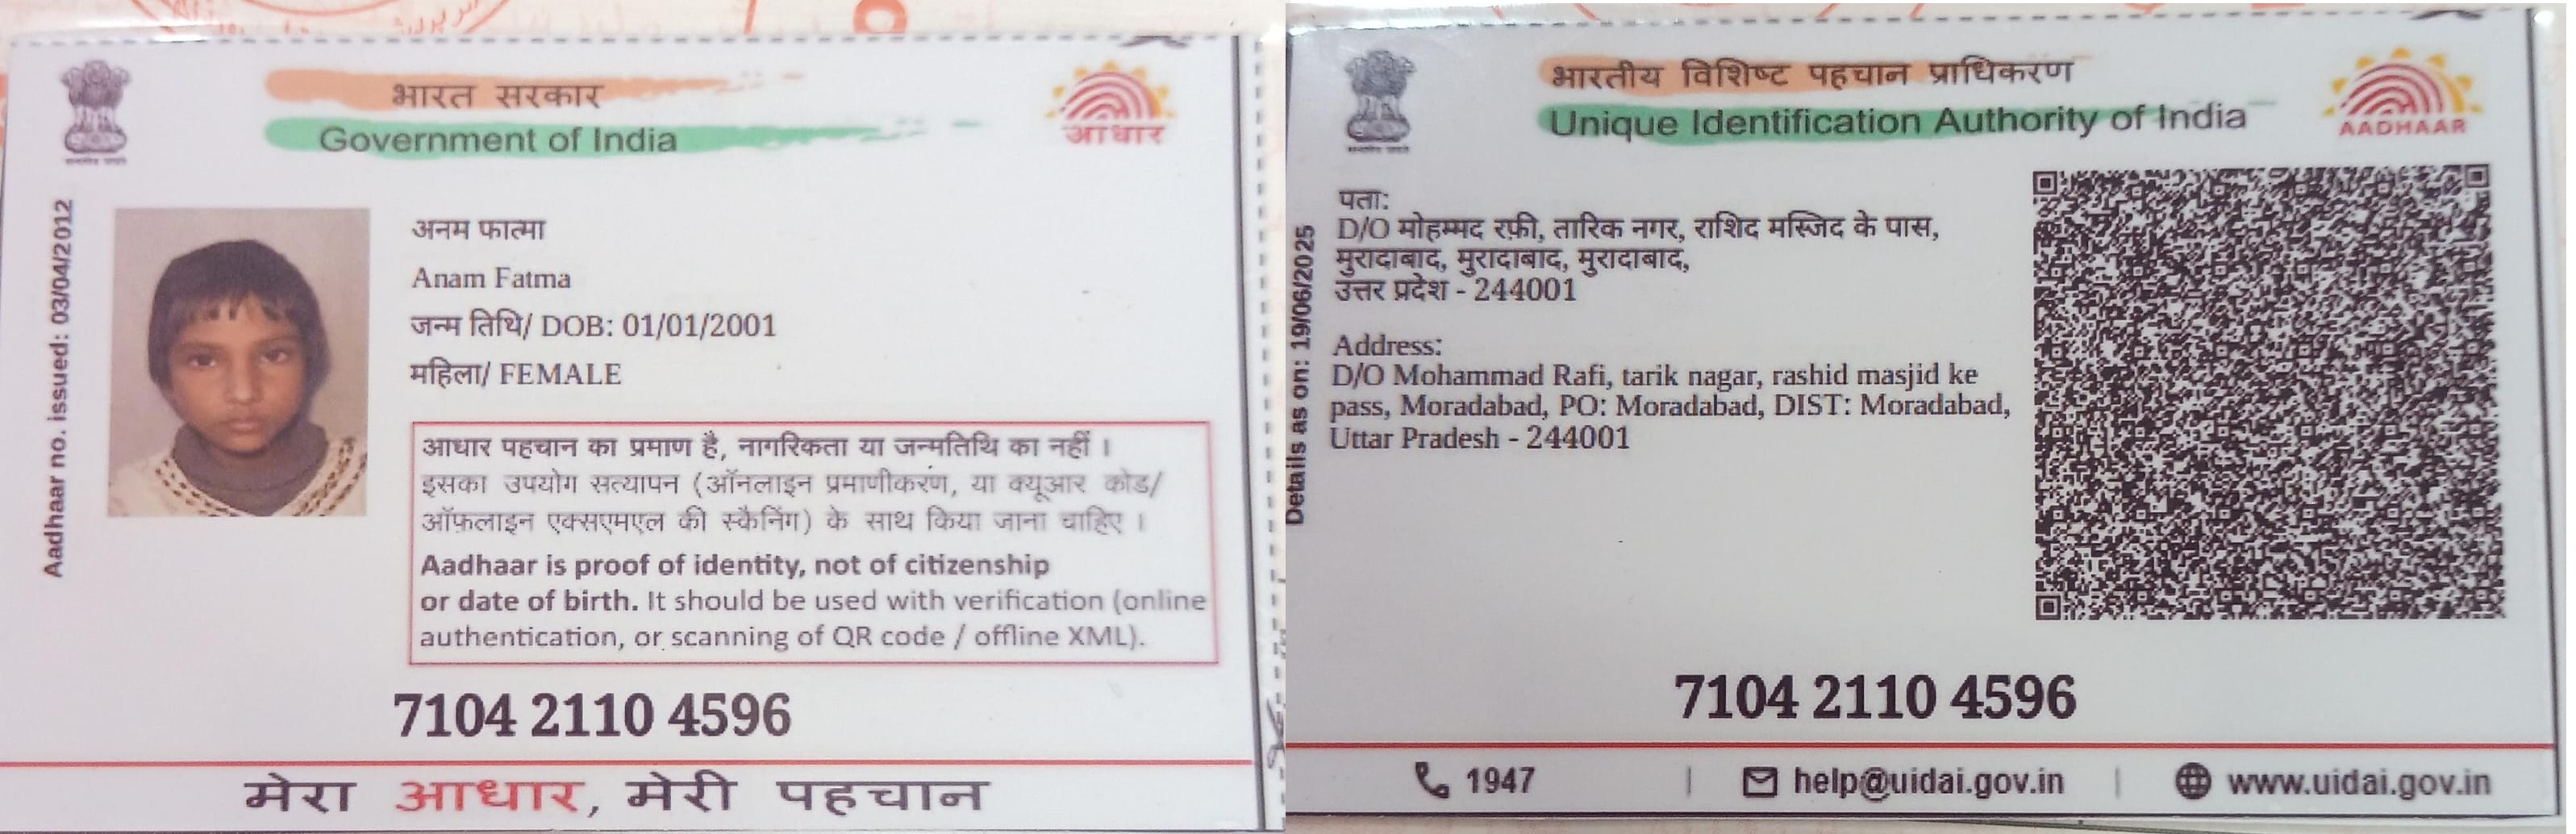 भारत सरकार
Government of India
आधार
Aadhaar no. issued: 03/04/2012
अनम फात्मा
Anam Fatma
जन्म तिथि/ DOB: 01/01/2001
महिला/ FEMALE
आधार पहचान का प्रमाण है, नागरिकता या जन्मतिथि का नहीं ।
इसका उपयोग सत्यापन (ऑनलाइन प्रमाणीकरण, या क्यूआर कोड/
ऑफ़लाइन एक्सएमएल की स्कैनिंग) के साथ किया जाना चाहिए ।
Aadhaar is proof of identity, not of citizenship
or date of birth. It should be used with verification (online
authentication, or scanning of QR code / offline XML).
7104 2110 4596
मेरा आधार, मेरी पहचान
भारतीय विशिष्ट पहचान प्राधिकरण
Unique Identification Authority of India
AADHAAR
Details as on: 19/06/2025
पता:
D/O मोहम्मद रफ़ी, तारिक नगर, राशिद मस्जिद के पास,
मुरादाबाद, मुरादाबाद, मुरादाबाद,
उत्तर प्रदेश - 244001
Address:
D/O Mohammad Rafi, tarik nagar, rashid masjid ke
pass, Moradabad, PO: Moradabad, DIST: Moradabad,
Uttar Pradesh - 244001
7104 2110 4596
1947 | help@uidai.gov.in | www.uidai.gov.in